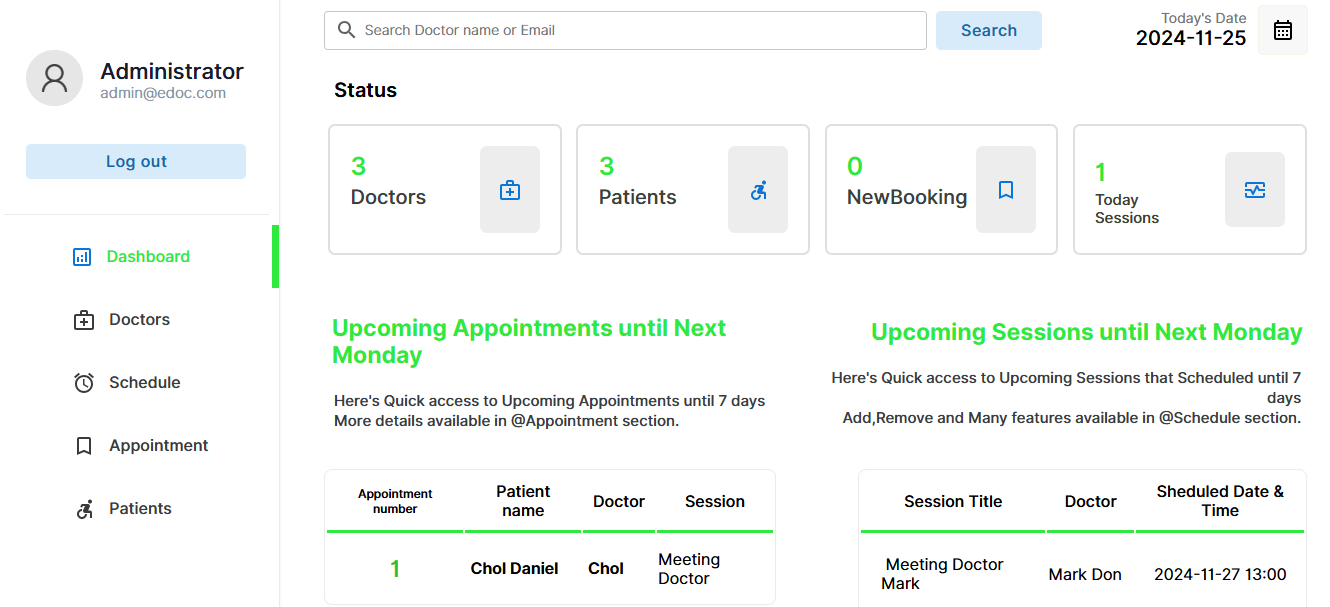 Administrator
admin@edoc.com
Log out
Dashboard
Doctors
Schedule
Appointment
Patients
Search Doctor name or Email
Search
Today's Date
2024-11-25
Status
3
Doctors
3
Patients
0
NewBooking
1
Today
Sessions
Upcoming Appointments until Next
Monday
Here's Quick access to Upcoming Appointments until 7 days
More details available in @Appointment section.
Appointment
number
Patient
name
Doctor
Session
1
Chol Daniel
Chol
Meeting
Doctor
Upcoming Sessions until Next Monday
Here's Quick access to Upcoming Sessions that Scheduled until 7
days
Add,Remove and Many features available in @Schedule section.
Session Title
Doctor
Sheduled Date &
Time
Meeting Doctor
Mark
Mark Don
2024-11-27 13:00